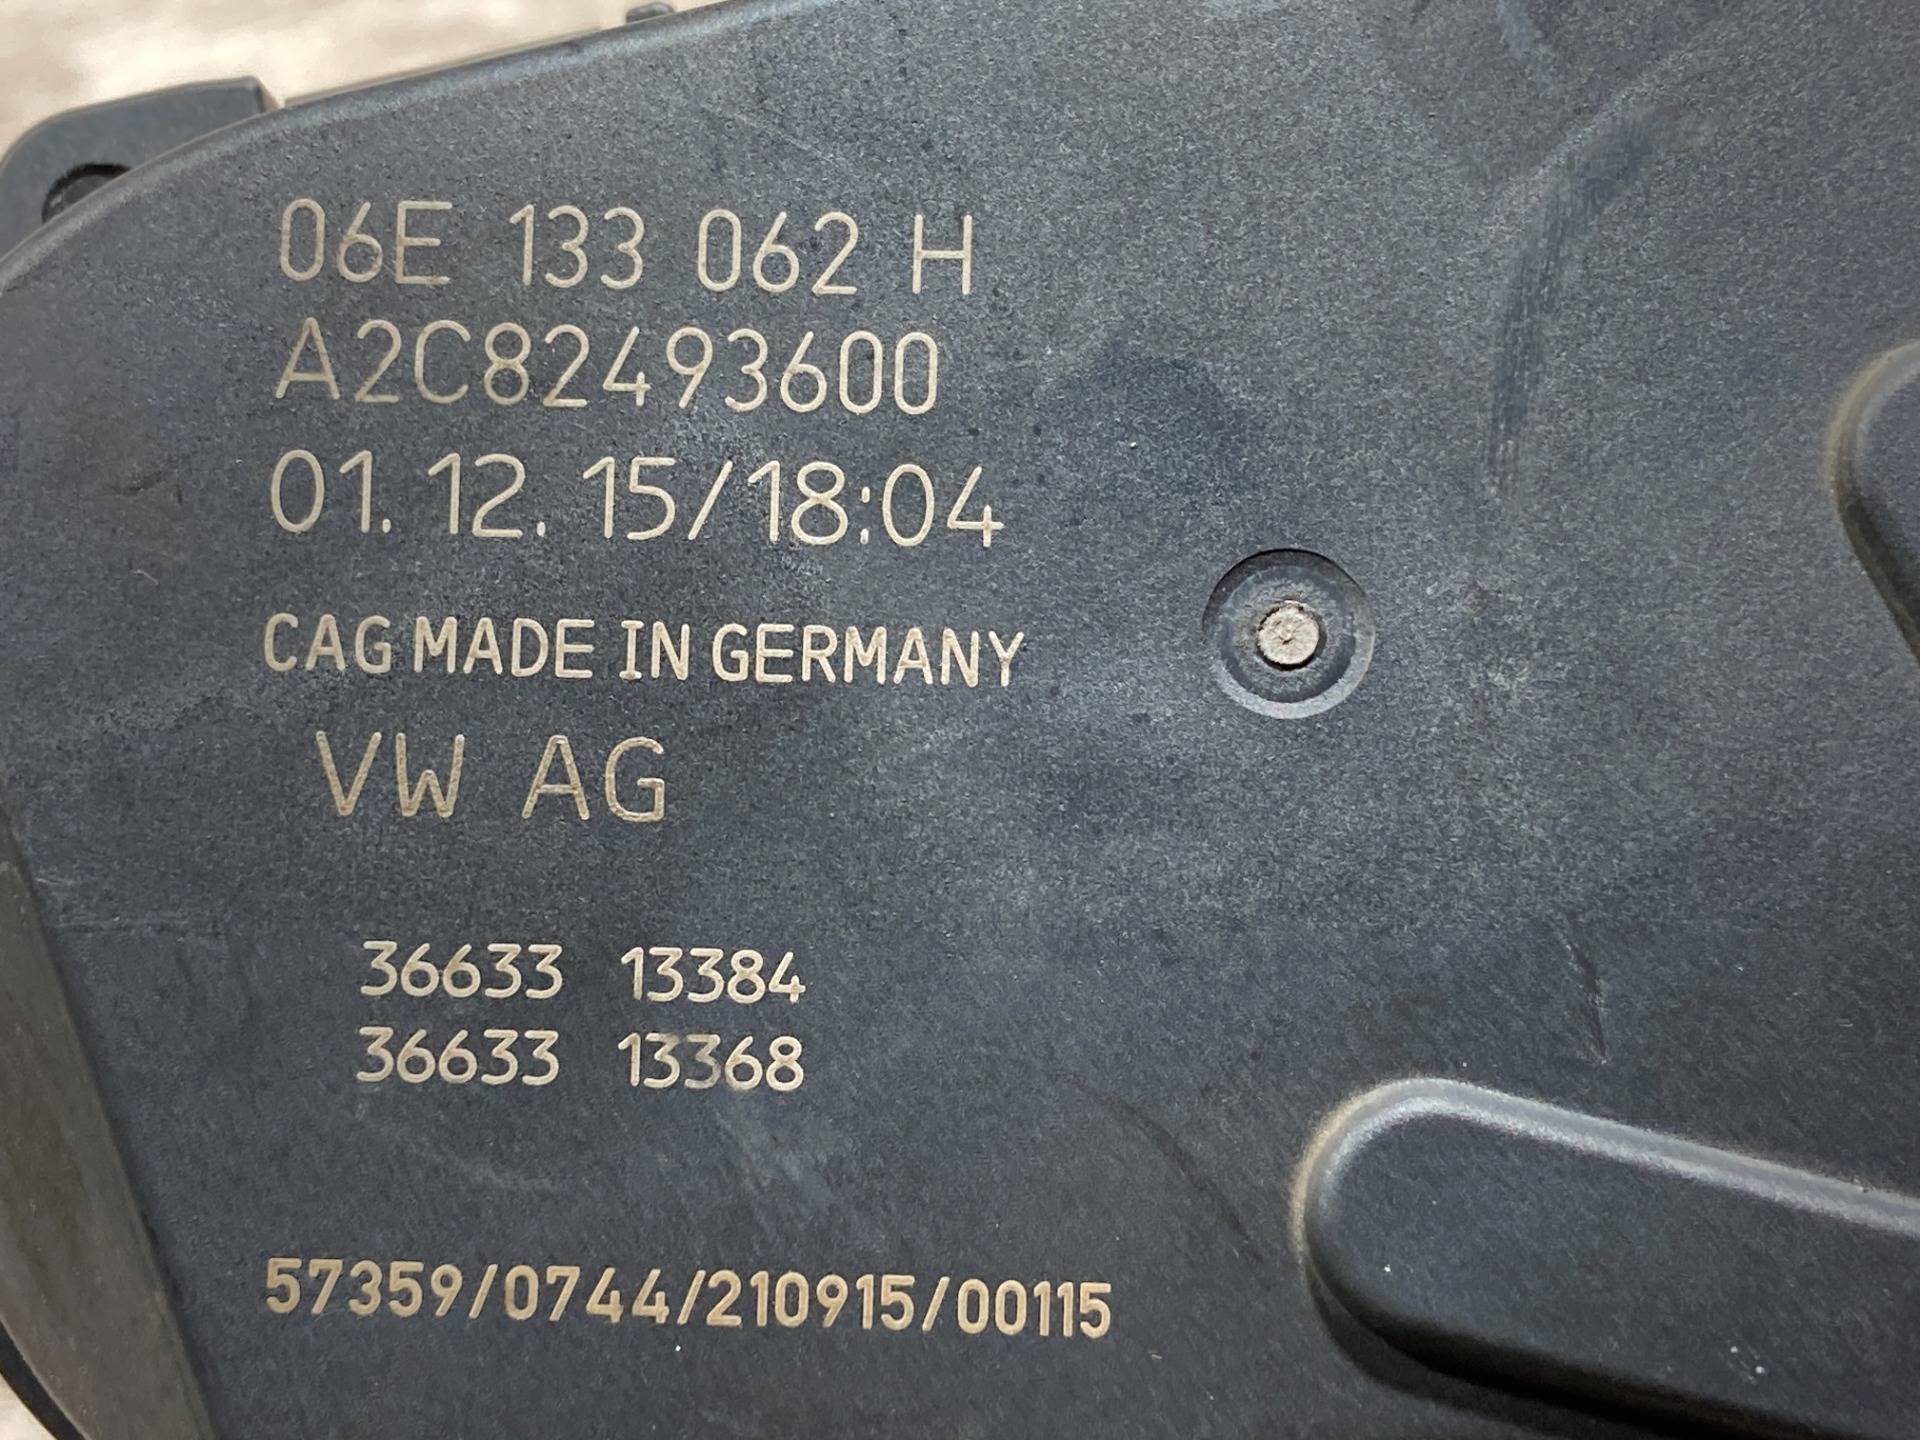 06E 133 062 H
A2C82493600
01.12.15/18:04
CAG MADE IN GERMANY
VW AG
36633 13384
36633 13368
57359/0744/210915/00115